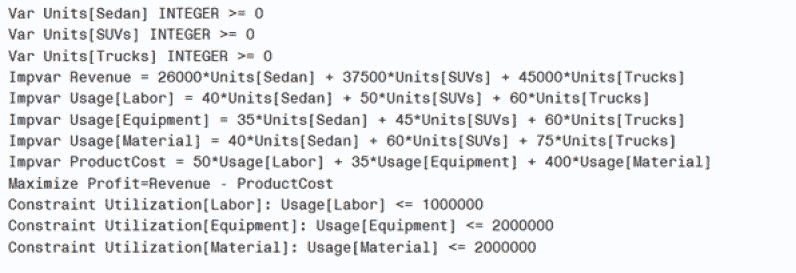 Var Units[Sedan] INTEGER >= 0
Var Units[SUVs] INTEGER >= 0
Var Units[Trucks] INTEGER >= 0
Impvar Revenue = 26000*Units[Sedan] + 37500*Units[SUVs] + 45000*Units[Trucks]
Impvar Usage[Labor] = 40*Units[Sedan] + 50*Units[SUVs] + 60*Units[Trucks]
Impvar Usage[Equipment] = 35*Units[Sedan] + 45*Units[SUVs] + 60*Units[Trucks]
Impvar Usage[Material] = 40*Units[Sedan] + 60*Units[SUVs] + 75*Units[Trucks]
Impvar ProductCost = 50*Usage[Labor] + 35*Usage[Equipment] + 400*Usage[Material]
Maximize Profit=Revenue - ProductCost
Constraint Utilization[Labor]: Usage[Labor] <= 1000000
Constraint Utilization[Equipment]: Usage[Equipment] <= 2000000
Constraint Utilization[Material]: Usage[Material] <= 2000000